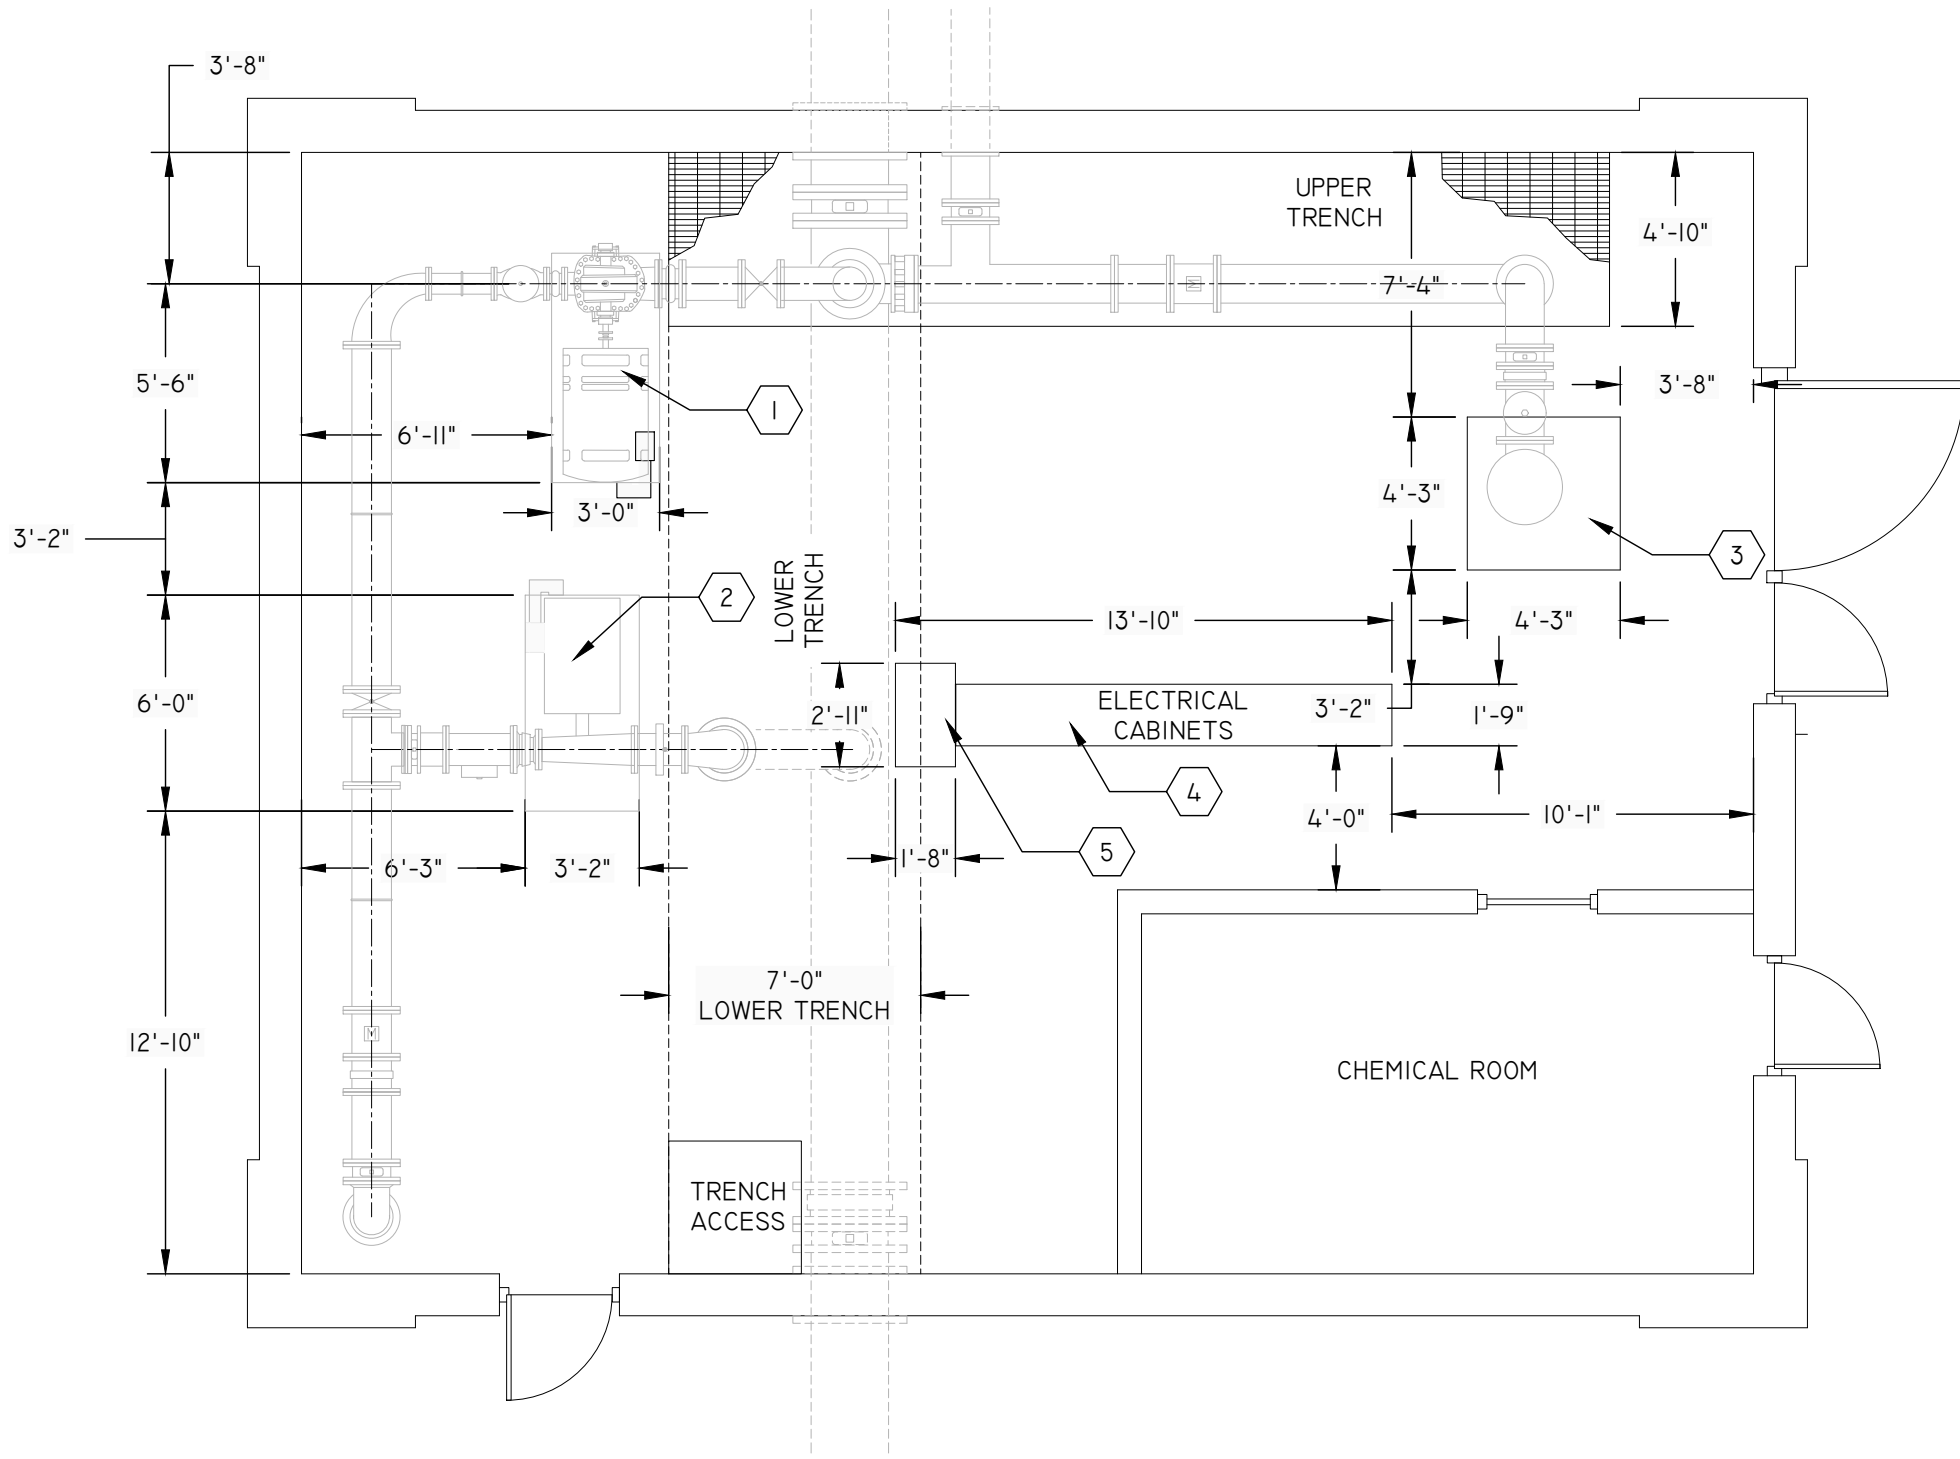 3'-8"
UPPER
TRENCH
4'-10"
7'-4"
5'-6"
3'-8"
1
6'-11"
4'-3"
3'-0"
3'-2"
3
LOWER
TRENCH
2
13'-10"
4'-3"
6'-0"
2'-11"
ELECTRICAL
CABINETS
3'-2"
1'-9"
4
4'-0"
10'-1"
5
1'-8"
6'-3"
3'-2"
7'-0"
LOWER TRENCH
12'-10"
M
M
CHEMICAL ROOM
TRENCH
ACCESS